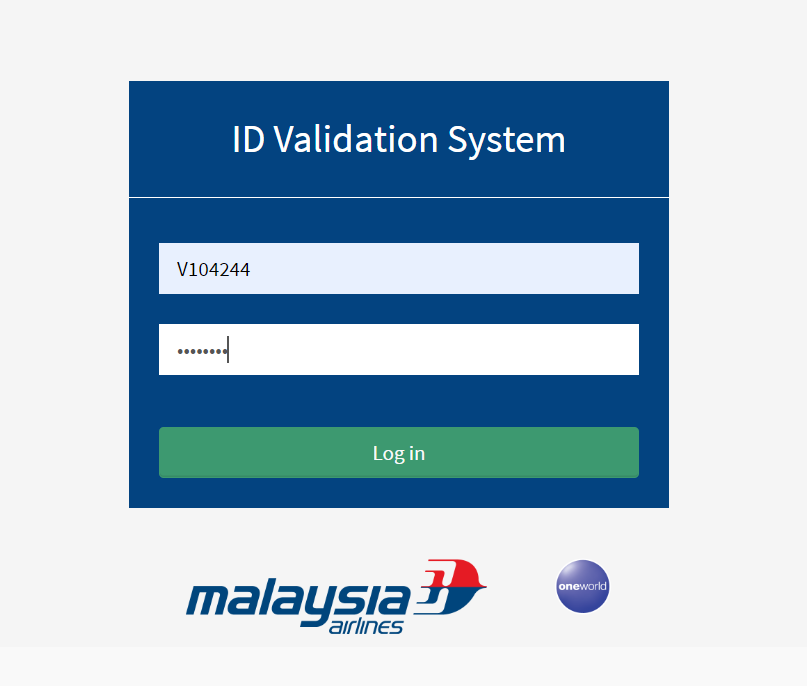 ID Validation System
V104244
••••••••
Log in
malaysia
airlines
oneworld